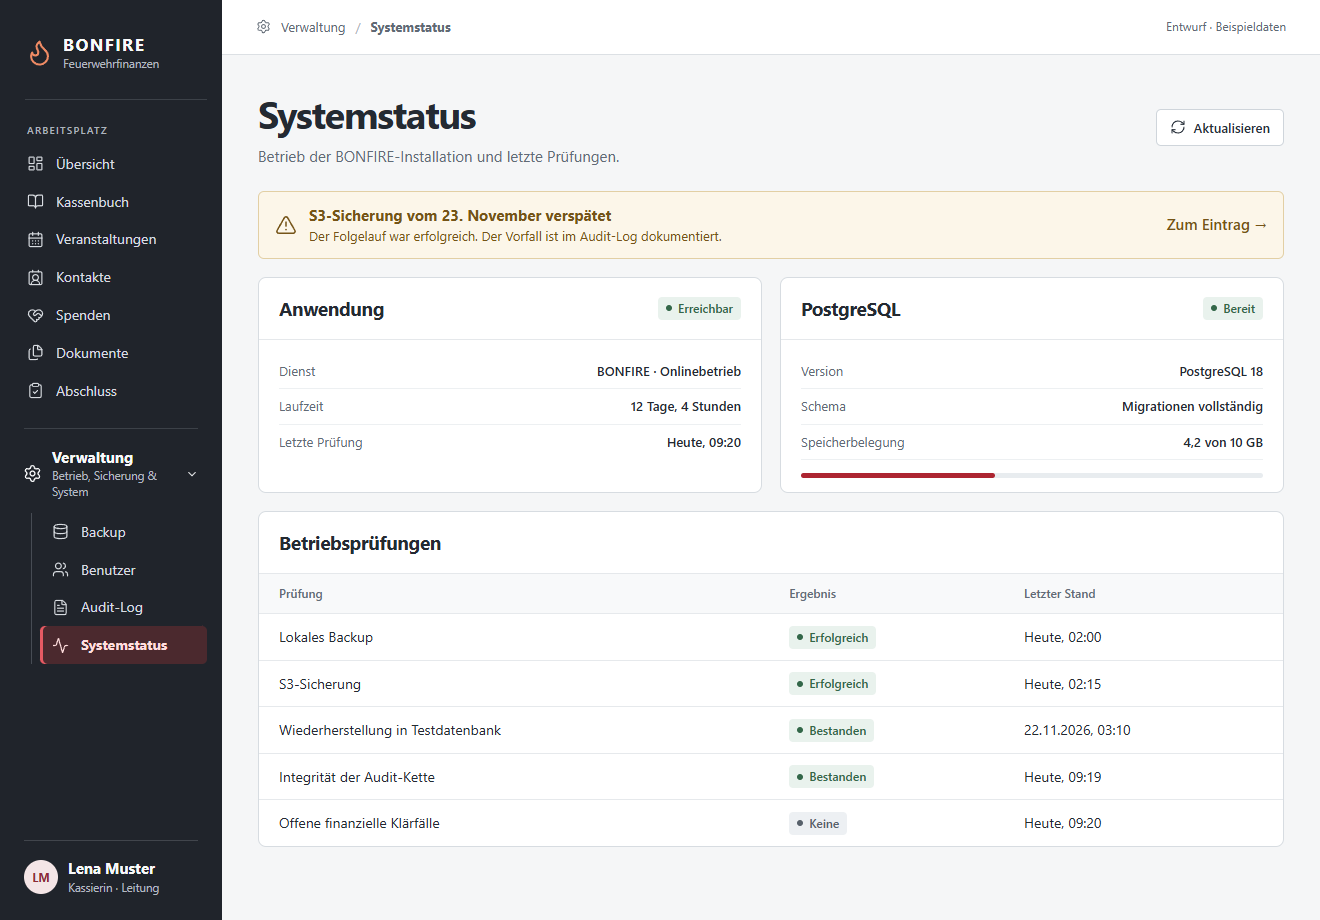 BONFIRE
Feuerwehrfinanzen
ARBEITSPLATZ
Übersicht
Kassenbuch
Veranstaltungen
Kontakte
Spenden
Dokumente
Abschluss
Verwaltung
Betrieb, Sicherung &
System
Backup
Benutzer
Audit-Log
Systemstatus
LM
Lena Muster
Kassierin · Leitung
Verwaltung / Systemstatus
Entwurf · Beispieldaten
Systemstatus
Betrieb der BONFIRE-Installation und letzte Prüfungen.
Aktualisieren
S3-Sicherung vom 23. November verspätet
Der Folgelauf war erfolgreich. Der Vorfall ist im Audit-Log dokumentiert.
Zum Eintrag →
Anwendung
Erreichbar
Dienst BONFIRE · Onlinebetrieb
Laufzeit 12 Tage, 4 Stunden
Letzte Prüfung Heute, 09:20
PostgreSQL
Bereit
Version PostgreSQL 18
Schema Migrationen vollständig
Speicherbelegung 4,2 von 10 GB
Betriebsprüfungen
Prüfung Ergebnis Letzter Stand
Lokales Backup Erfolgreich Heute, 02:00
S3-Sicherung Erfolgreich Heute, 02:15
Wiederherstellung in Testdatenbank Bestanden 22.11.2026, 03:10
Integrität der Audit-Kette Bestanden Heute, 09:19
Offene finanzielle Klärfälle Keine Heute, 09:20